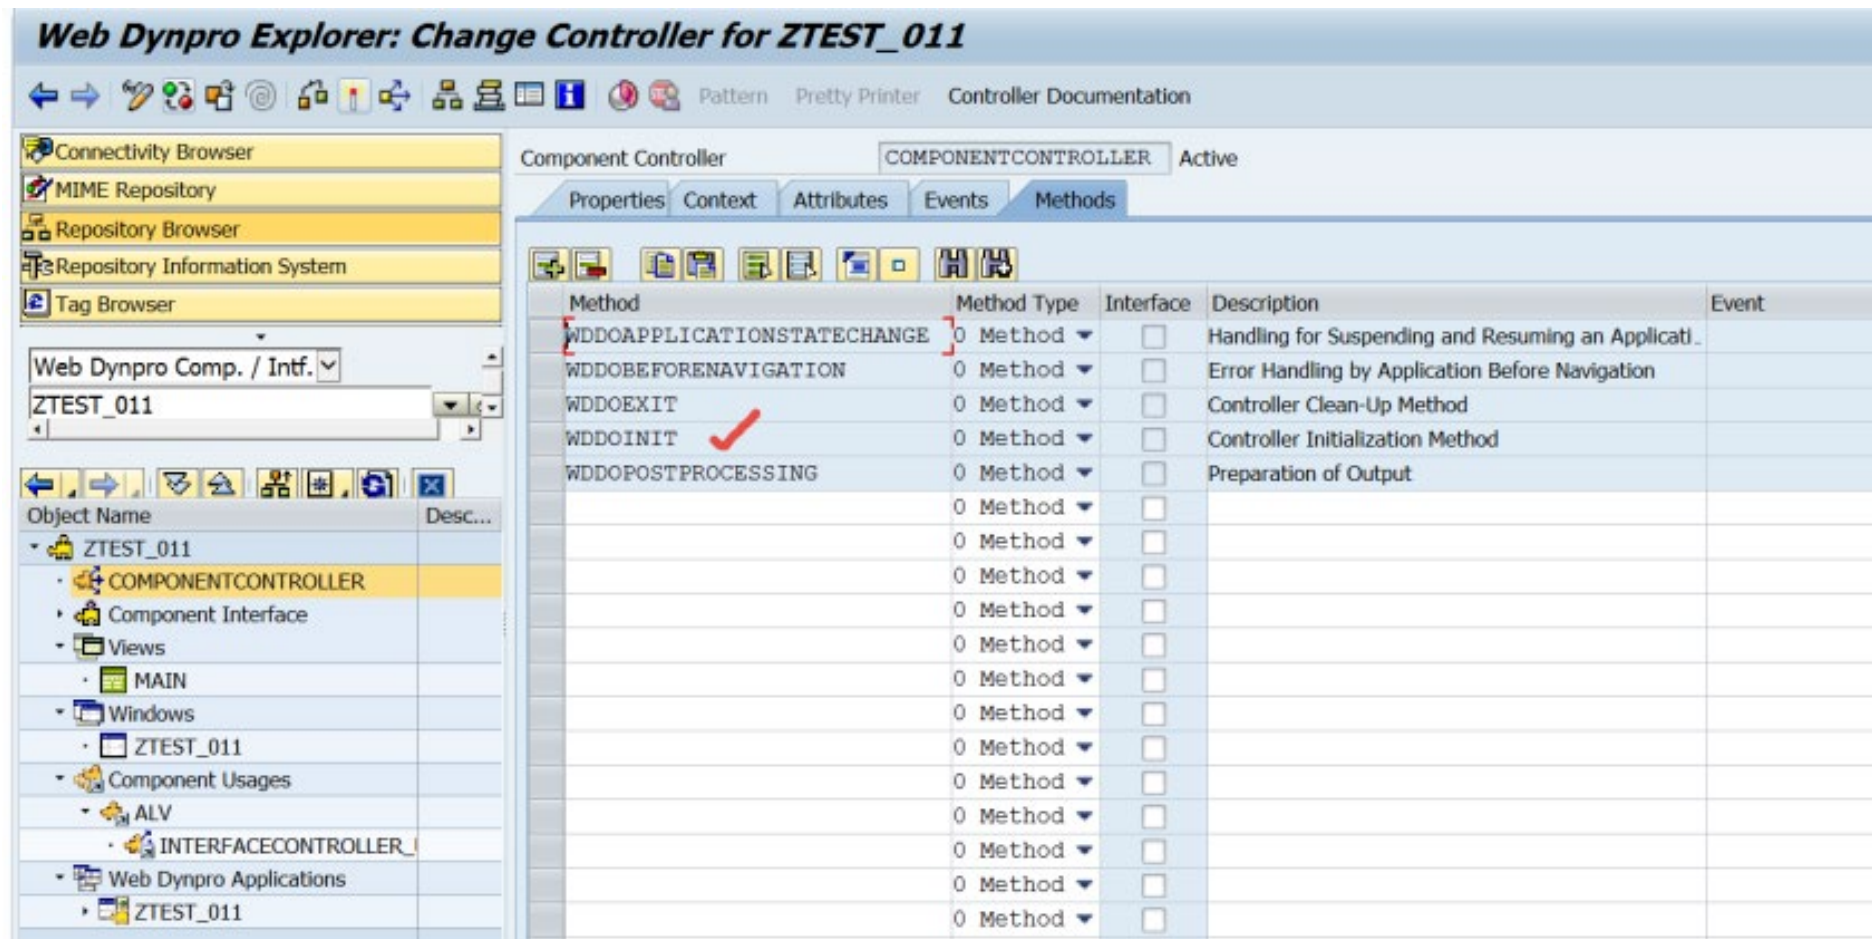 Web Dynpro Explorer: Change Controller for ZTEST_011
Pattern Pretty Printer Controller Documentation
Connectivity Browser
MIME Repository
Repository Browser
Repository Information System
Tag Browser
Web Dynpro Comp. / Intf.
ZTEST_011
Object Name Desc...
ZTEST_011
COMPONENTCONTROLLER
Component Interface
Views
MAIN
Windows
ZTEST_011
Component Usages
ALV
INTERFACECONTROLLER_
Web Dynpro Applications
ZTEST_011
Component Controller COMPONENTCONTROLLER Active
Properties Context Attributes Events Methods
Method Method Type Interface Description Event
WDDOAPPLICATIONSTATECHANGE 0 Method Handling for Suspending and Resuming an Applicati..
WDDOBEFORENAVIGATION 0 Method Error Handling by Application Before Navigation
WDDOEXIT 0 Method Controller Clean-Up Method
WDDOINIT 0 Method Controller Initialization Method
WDDOPOSTPROCESSING 0 Method Preparation of Output
0 Method
0 Method
0 Method
0 Method
0 Method
0 Method
0 Method
0 Method
0 Method
0 Method
0 Method
0 Method
0 Method